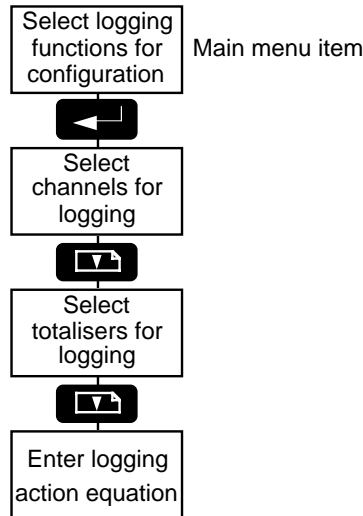 Select logging
functions for
configuration
Main menu item
Select
channels for
logging
Select
totalisers for
logging
Enter logging
action equation